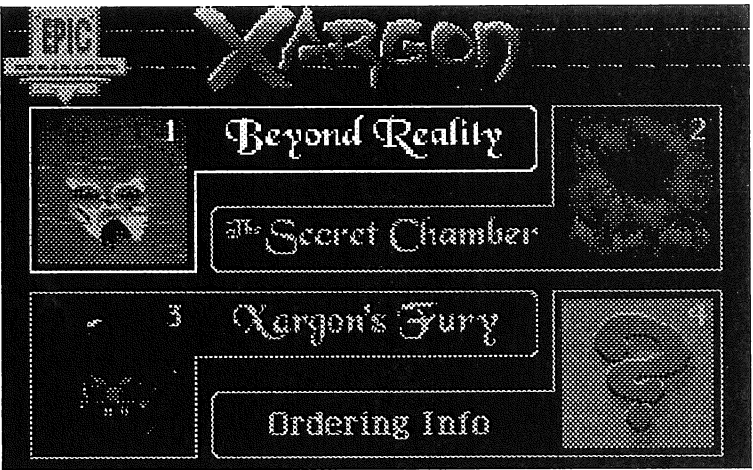 EPIC
XARGON
1
Beyond Reality
2
The Secret Chamber
3
Xargon's Fury
Ordering Info